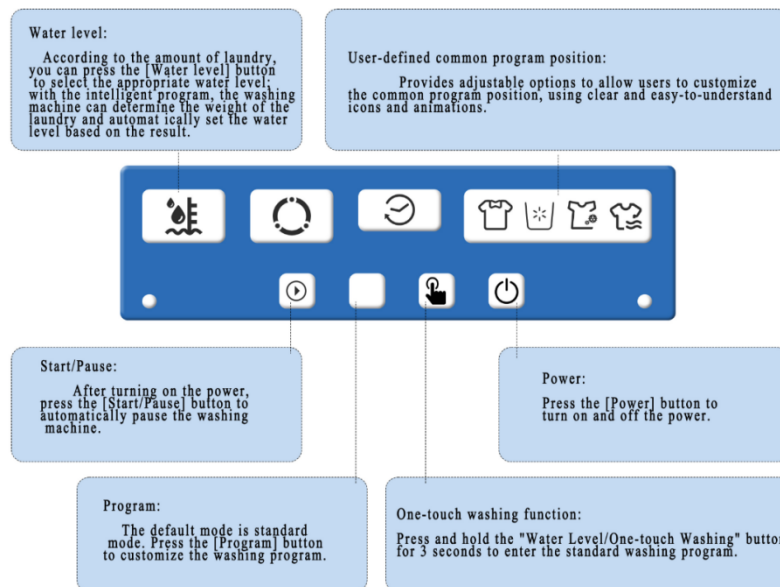 Water level:
According to the amount of laundry,
you can press the [Water level] button
to select the appropriate water level;
with the intelligent program, the washing
machine can determine the weight of the
laundry and automat ically set the water
level based on the result.
User-defined common program position:
Provides adjustable options to allow users to customize
the common program position, using clear and easy-to-understand
icons and animations.
Start/Pause:
After turning on the power,
press the [Start/Pause] button to
automatically pause the washing
machine.
Power:
Press the [Power] button to
turn on and off the power.
Program:
The default mode is standard
mode. Press the [Program] button
to customize the washing program.
One-touch washing function:
Press and hold the "Water Level/One-touch Washing" button
for 3 seconds to enter the standard washing program.